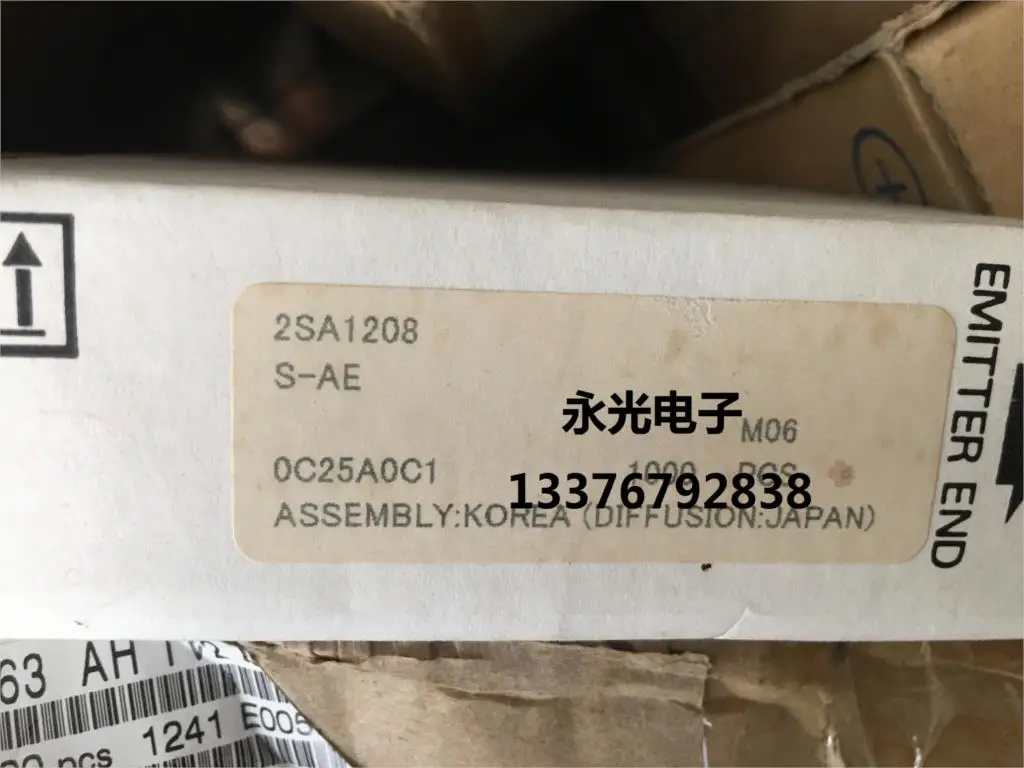 2SA1208
S-AE
永光电子
M06
0C25A0C1 1000 PCS
13376792838
ASSEMBLY:KOREA (DIFFUSION:JAPAN)
EMITTER END
63 AH
pcs 1241 E005